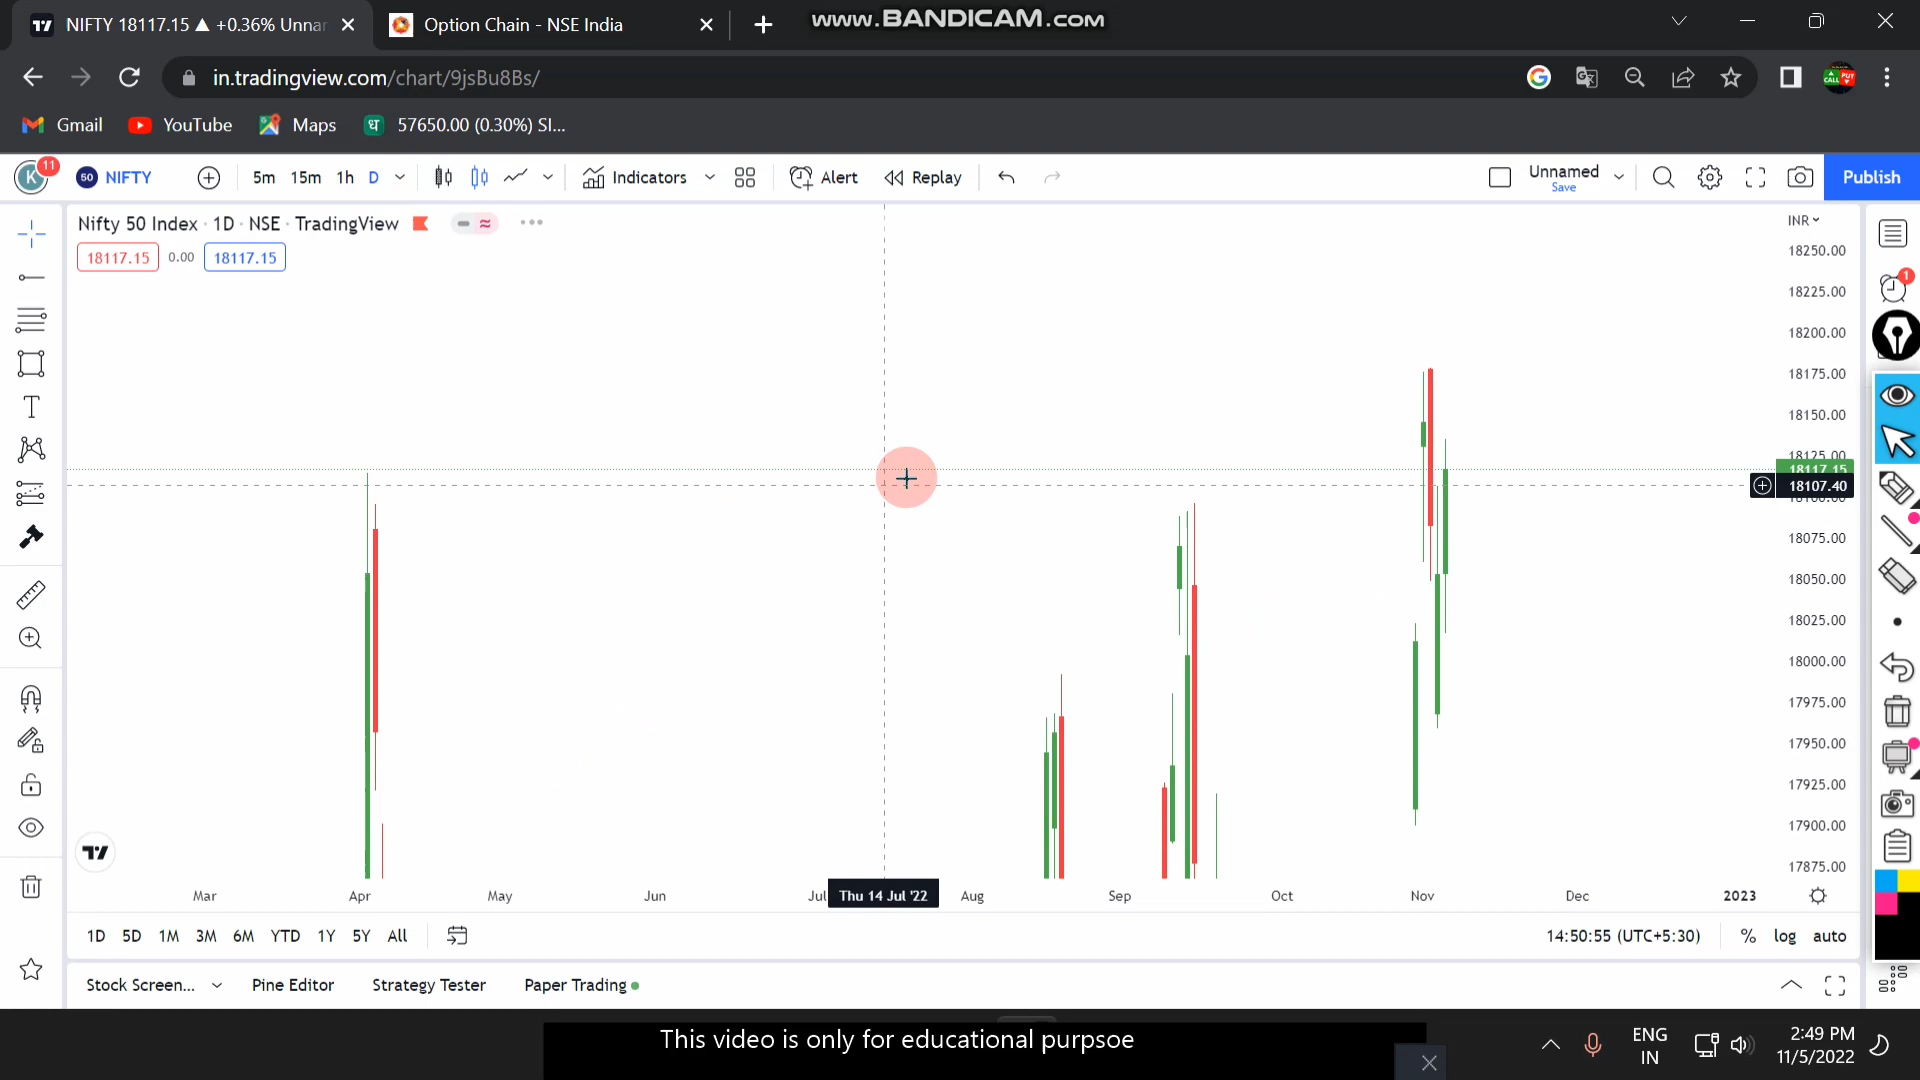 NIFTY 18117.15 ▲ +0.36% Unnar
Option Chain - NSE India
www.BANDICAM.com
in.tradingview.com/chart/9jsBu8Bs/
CALL PUT
Gmail
YouTube
Maps
57650.00 (0.30%) SI...
K
11
50
NIFTY
5m
15m
1h
D
Indicators
Alert
Replay
Unnamed
Save
Publish
Nifty 50 Index · 1D · NSE · TradingView
INR
18117.15
0.00
18117.15
18250.00
18225.00
18200.00
18175.00
18150.00
18125.00
18117.15
18107.40
18100.00
18075.00
18050.00
18025.00
18000.00
17975.00
17950.00
17925.00
17900.00
17875.00
1
T
Mar
Apr
May
Jun
Jul
Thu 14 Jul '22
Aug
Sep
Oct
Nov
Dec
2023
1D
5D
1M
3M
6M
YTD
1Y
5Y
All
14:50:55 (UTC+5:30)
%
log
auto
Stock Screen...
Pine Editor
Strategy Tester
Paper Trading
This video is only for educational purpsoe
ENG
IN
2:49 PM
11/5/2022